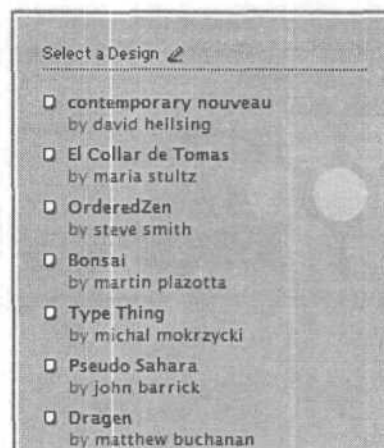 Select a Design
contemporary nouveau
by david hellsing
El Collar de Tomas
by maria stultz
OrderedZen
by steve smith
Bonsai
by martin plazotta
Type Thing
by michal mokrzycki
Pseudo Sahara
by john barrick
Dragen
by matthew buchanan